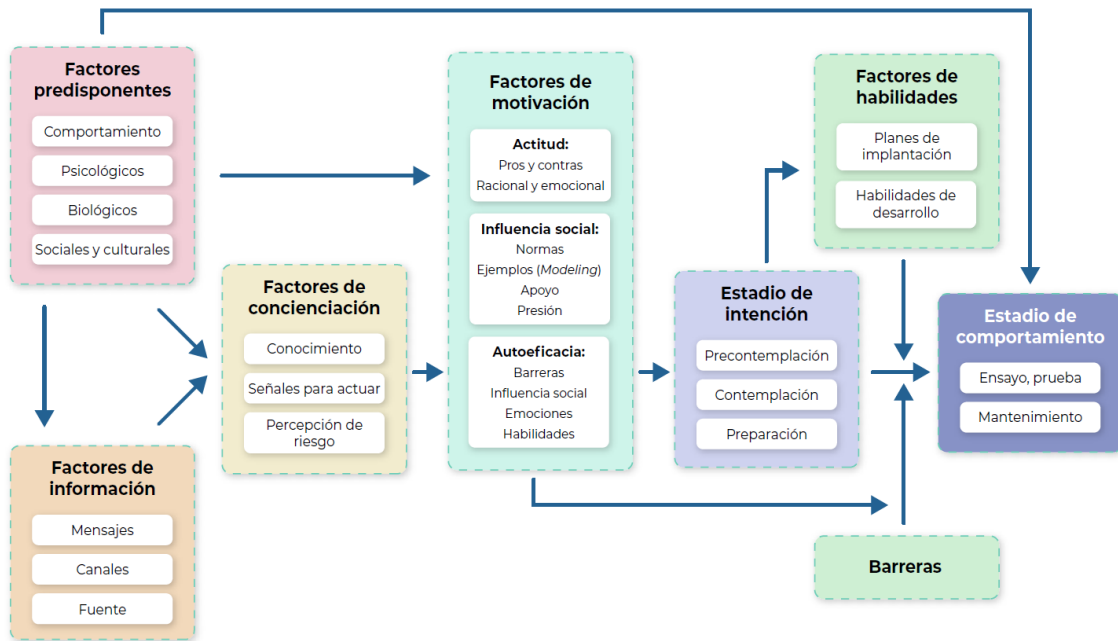 Factores
predisponentes
Comportamiento
Psicológicos
Biológicos
Sociales y culturales
Factores de
información
Mensajes
Canales
Fuente
Factores de
concienciación
Conocimiento
Señales para actuar
Percepción de
riesgo
Factores de
motivación
Actitud:
Pros y contras
Racional y emocional
Influencia social:
Normas
Ejemplos (Modeling)
Apoyo
Presión
Autoeficacia:
Barreras
Influencia social
Emociones
Habilidades
Estadio de
intención
Precontemplación
Contemplación
Preparación
Factores de
habilidades
Planes de
implantación
Habilidades de
desarrollo
Barreras
Estadio de
comportamiento
Ensayo, prueba
Mantenimiento